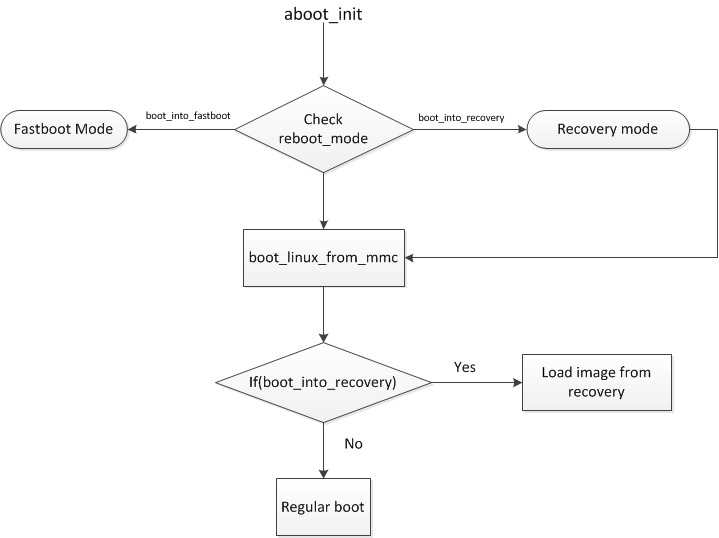 aboot_init
Check
reboot_mode
boot_into_fastboot
Fastboot Mode
boot_into_recovery
Recovery mode
boot_linux_from_mmc
If(boot_into_recovery)
Yes
Load image from
recovery
No
Regular boot